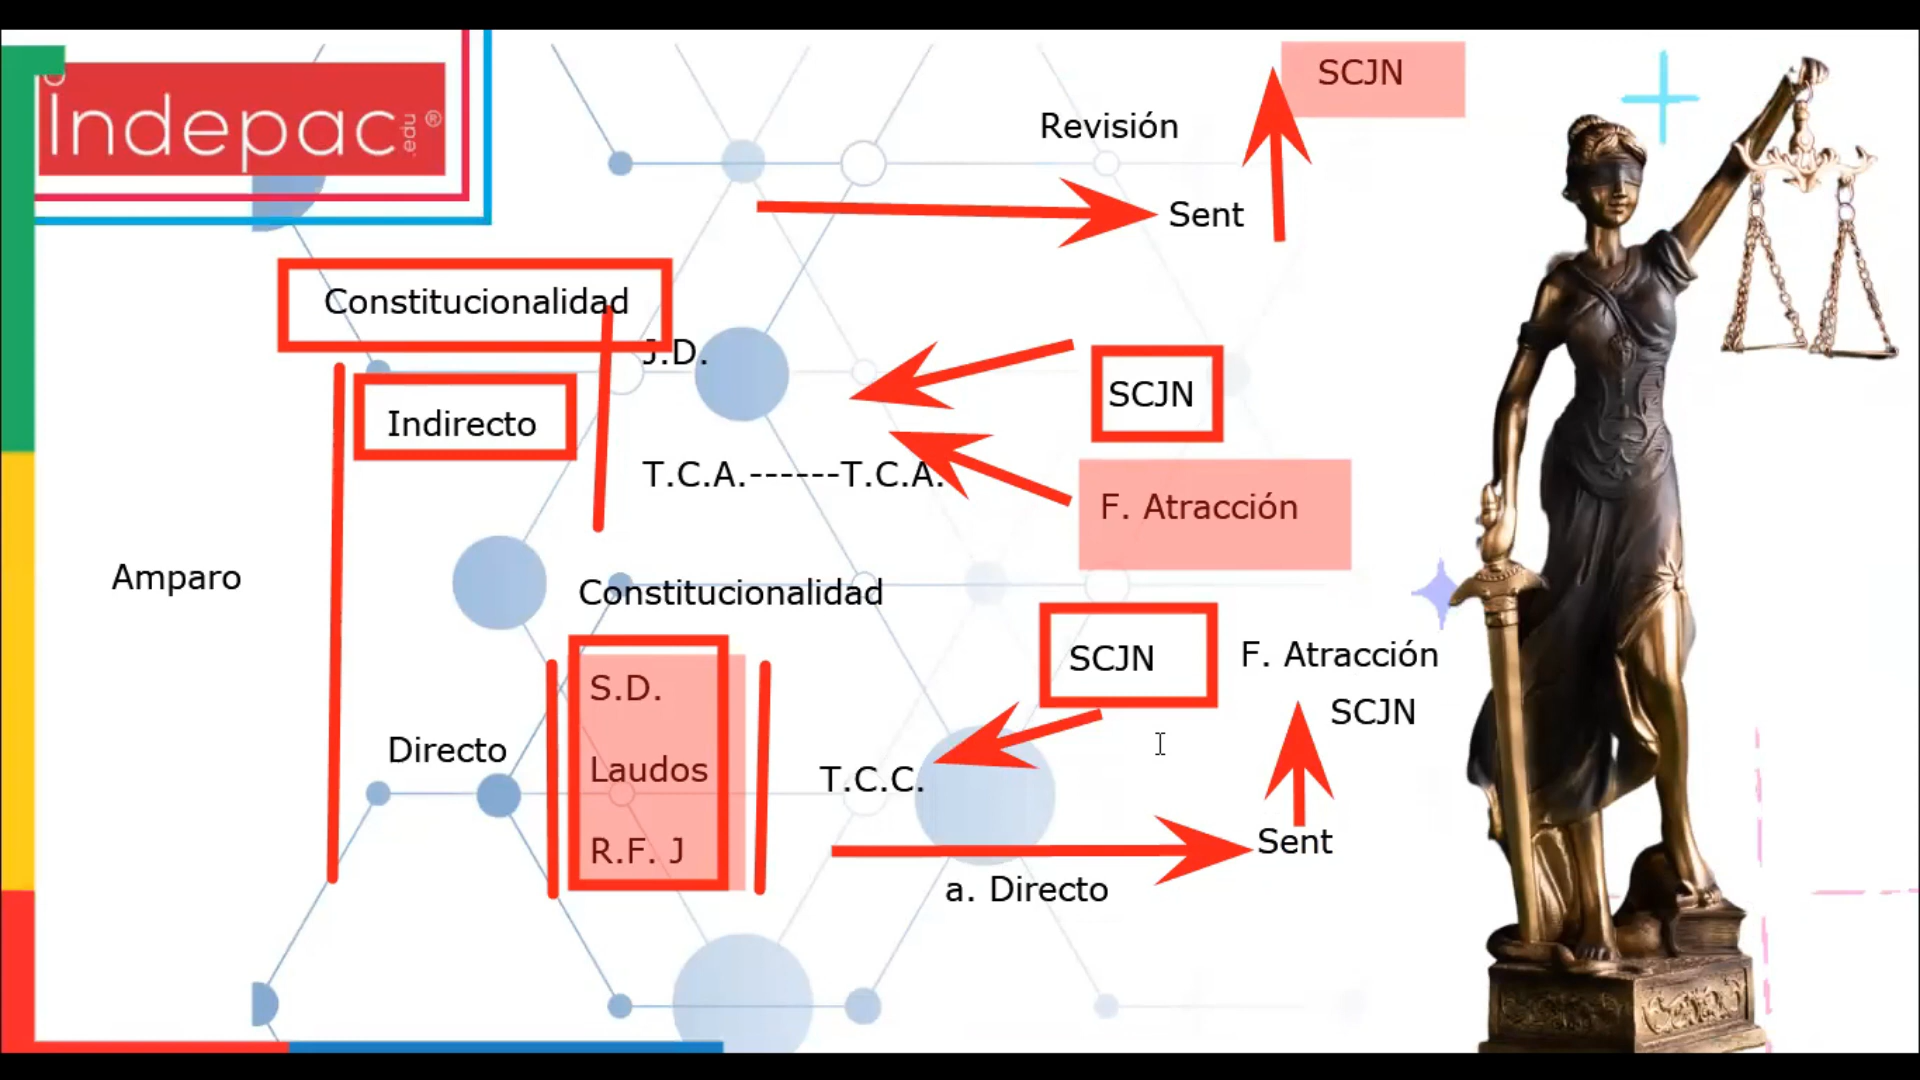 indepac.edu®
SCJN
Revisión
Sent
Constitucionalidad
J.D.
SCJN
Indirecto
T.C.A.------T.C.A.
F. Atracción
Amparo
Constitucionalidad
SCJN
F. Atracción
S.D.
SCJN
Directo
Laudos
T.C.C.
R.F. J
Sent
a. Directo